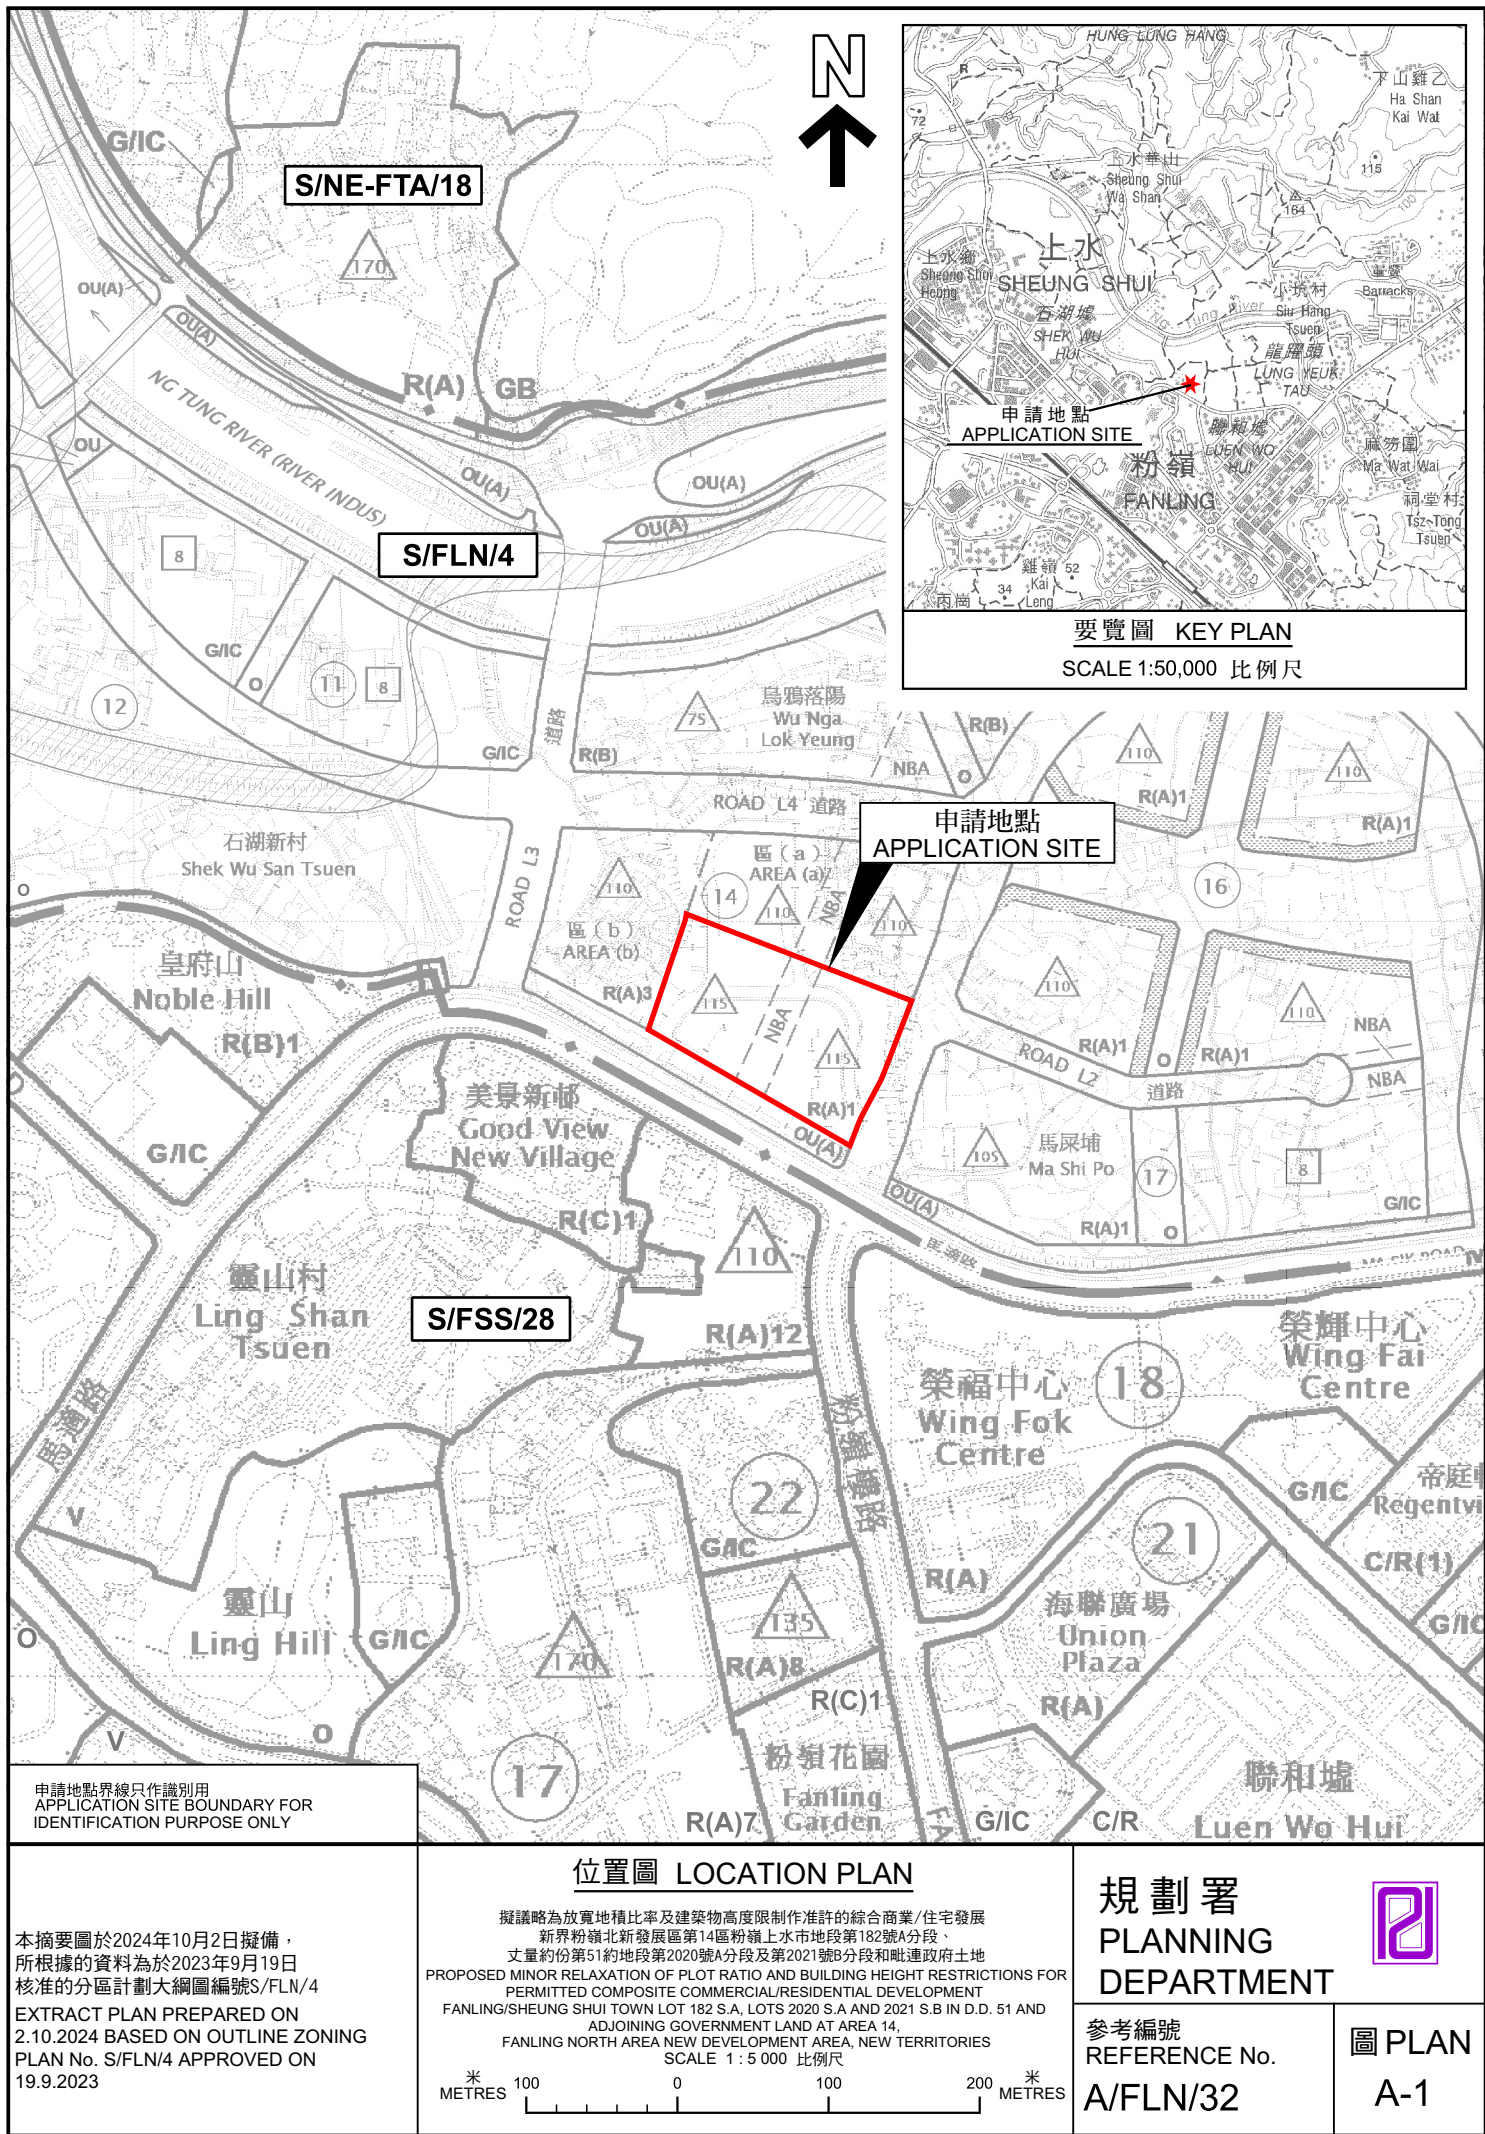 N
G/IC
S/NE-FTA/18
170
OU(A)
OU(A)
R(A)
GB
NG TUNG RIVER (RIVER INDUS)
OU
OU(A)
OU(A)
OU(A)
S/FLN/4
8
G/IC
O
11
8
12
G/IC
道路
R(B)
75
烏鴉落陽
Wu Nga
Lok Yeung
R(B)
NBA
O
ROAD L4 道路
HUNG LUNG HANG
R
72
下山雞乙
Ha Shan
Kai Wat
上水華山
Sheung Shui
Wa Shan
115
164
上水
SHEUNG SHUI
上水鄉
Sheung Shui
Heung
石湖墟
SHEK WU
HUI
小坑村
Siu Hang
Tsuen
Barracks
龍躍頭
LUNG YEUK
TAU
申請地點
APPLICATION SITE
聯和墟
LUEN WO
HUI
粉嶺
FANLING
麻笏圍
Ma Wat Wai
祠堂村
Tsz Tong
Tsuen
雞嶺
52
Kai
Leng
34
丙崗
要覽圖 KEY PLAN
SCALE 1:50,000 比例尺
110
R(A)1
110
R(A)1
申請地點
APPLICATION SITE
石湖新村
Shek Wu San Tsuen
O
ROAD L3
110
區（b）
AREA (b)
R(A)3
區（a）
AREA (a)
14
110
NBA
110
16
115
NBA
115
R(A)1
OU(A)
110
110
NBA
R(A)1
O
R(A)1
ROAD L2
道路
NBA
皇府山
Noble Hill
R(B)1
G/IC
美景新邨
Good View
New Village
R(C)1
105
馬屎埔
Ma Shi Po
17
8
G/IC
OU(A)
R(A)1
O
馬適路
MA SIK ROAD
靈山村
Ling Shan
Tsuen
S/FSS/28
110
R(A)12
榮福中心
Wing Fok
Centre
18
榮輝中心
Wing Fai
Centre
馬適路
粉嶺樓路
22
G/IC
21
G/IC
C/R(1)
R(A)
海聯廣場
Union
Plaza
R(A)
G/IC
V
靈山
Ling Hill
G/IC
O
170
135
R(A)8
R(C)1
V
O
17
粉嶺花園
Fanling
Garden
R(A)7
G/IC
C/R
聯和墟
Luen Wo Hui
申請地點界線只作識別用
APPLICATION SITE BOUNDARY FOR
IDENTIFICATION PURPOSE ONLY
本摘要圖於2024年10月2日擬備，
所根據的資料為於2023年9月19日
核准的分區計劃大綱圖編號S/FLN/4
EXTRACT PLAN PREPARED ON
2.10.2024 BASED ON OUTLINE ZONING
PLAN No. S/FLN/4 APPROVED ON
19.9.2023
位置圖 LOCATION PLAN
擬議略為放寬地積比率及建築物高度限制作准許的綜合商業/住宅發展
新界粉嶺北新發展區第14區粉嶺上水市地段第182號A分段、
丈量約份第51約地段第2020號A分段及第2021號B分段和毗連政府土地
PROPOSED MINOR RELAXATION OF PLOT RATIO AND BUILDING HEIGHT RESTRICTIONS FOR
PERMITTED COMPOSITE COMMERCIAL/RESIDENTIAL DEVELOPMENT
FANLING/SHEUNG SHUI TOWN LOT 182 S.A, LOTS 2020 S.A AND 2021 S.B IN D.D. 51 AND
ADJOINING GOVERNMENT LAND AT AREA 14,
FANLING NORTH AREA NEW DEVELOPMENT AREA, NEW TERRITORIES
SCALE 1 : 5 000 比例尺
米
METRES 100 0 100 200 米
METRES
規劃署
PLANNING
DEPARTMENT
參考編號
REFERENCE No.
A/FLN/32
圖 PLAN
A-1